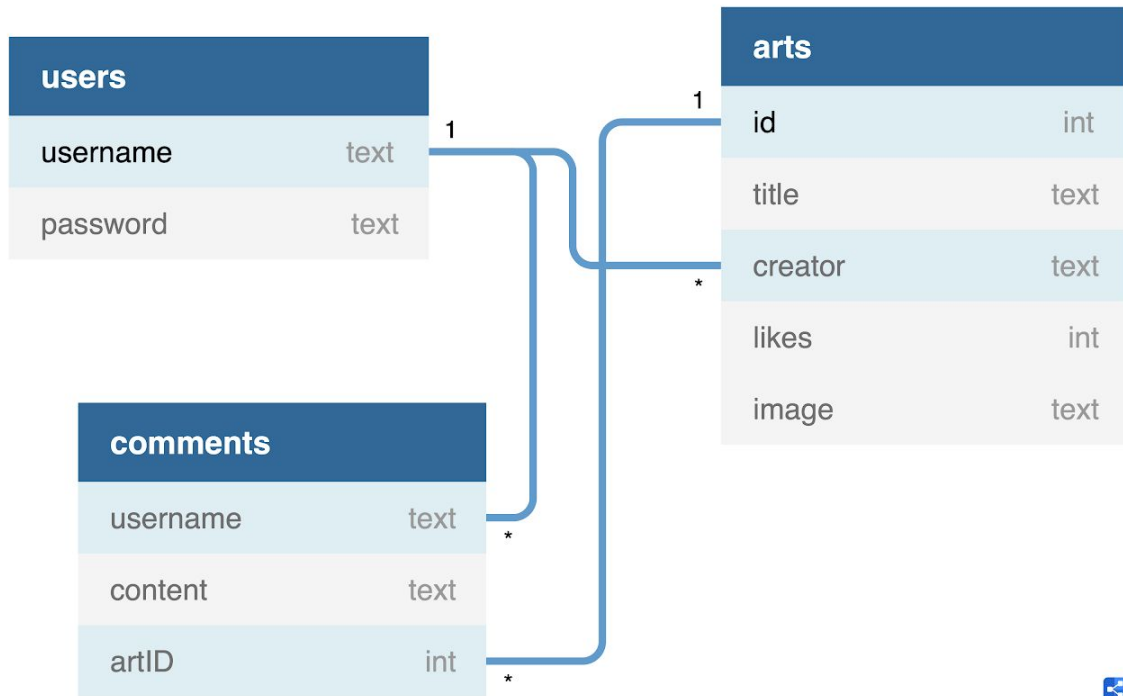 users
username text
password text
1
arts
1
id int
title text
creator text
*
likes int
image text
comments
username text
*
content text
artID int
*